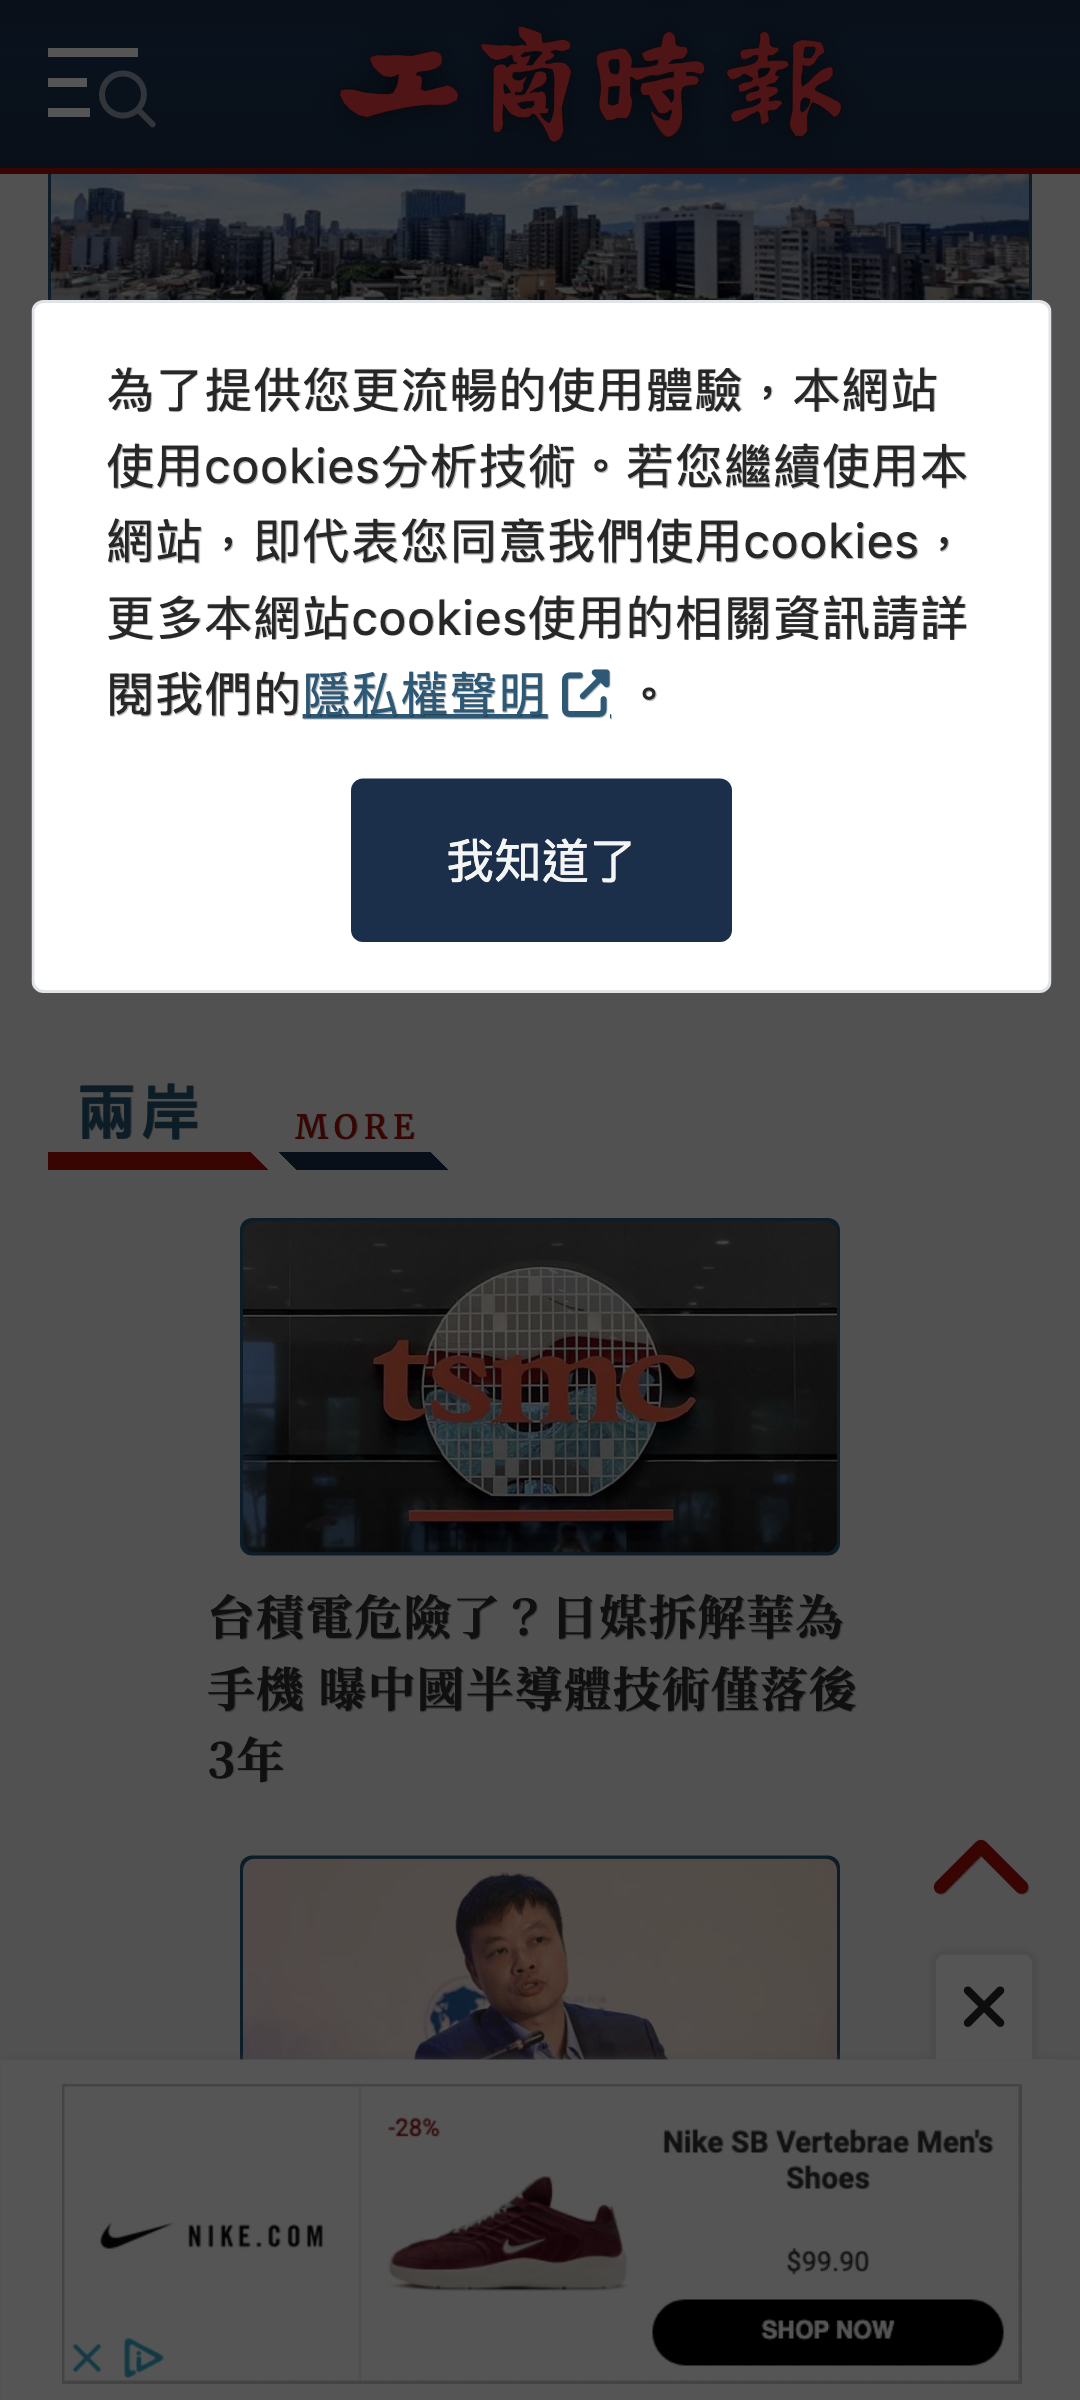 工商時報
為了提供您更流暢的使用體驗，本網站
使用cookies分析技術。若您繼續使用本
網站，即代表您同意我們使用cookies，
更多本網站cookies使用的相關資訊請詳
閱我們的隱私權聲明 。
我知道了
兩岸
MORE
tsmc
台積電危險了？日媒拆解華為
手機 曝中國半導體技術僅落後
3年
NIKE.COM
-28%
Nike SB Vertebrae Men's
Shoes
$99.90
SHOP NOW